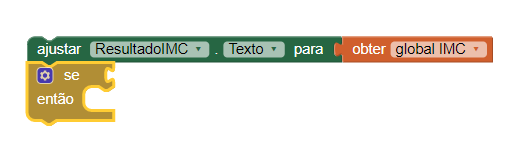 ajustar ResultadoIMC . Texto para obter global IMC
se
então